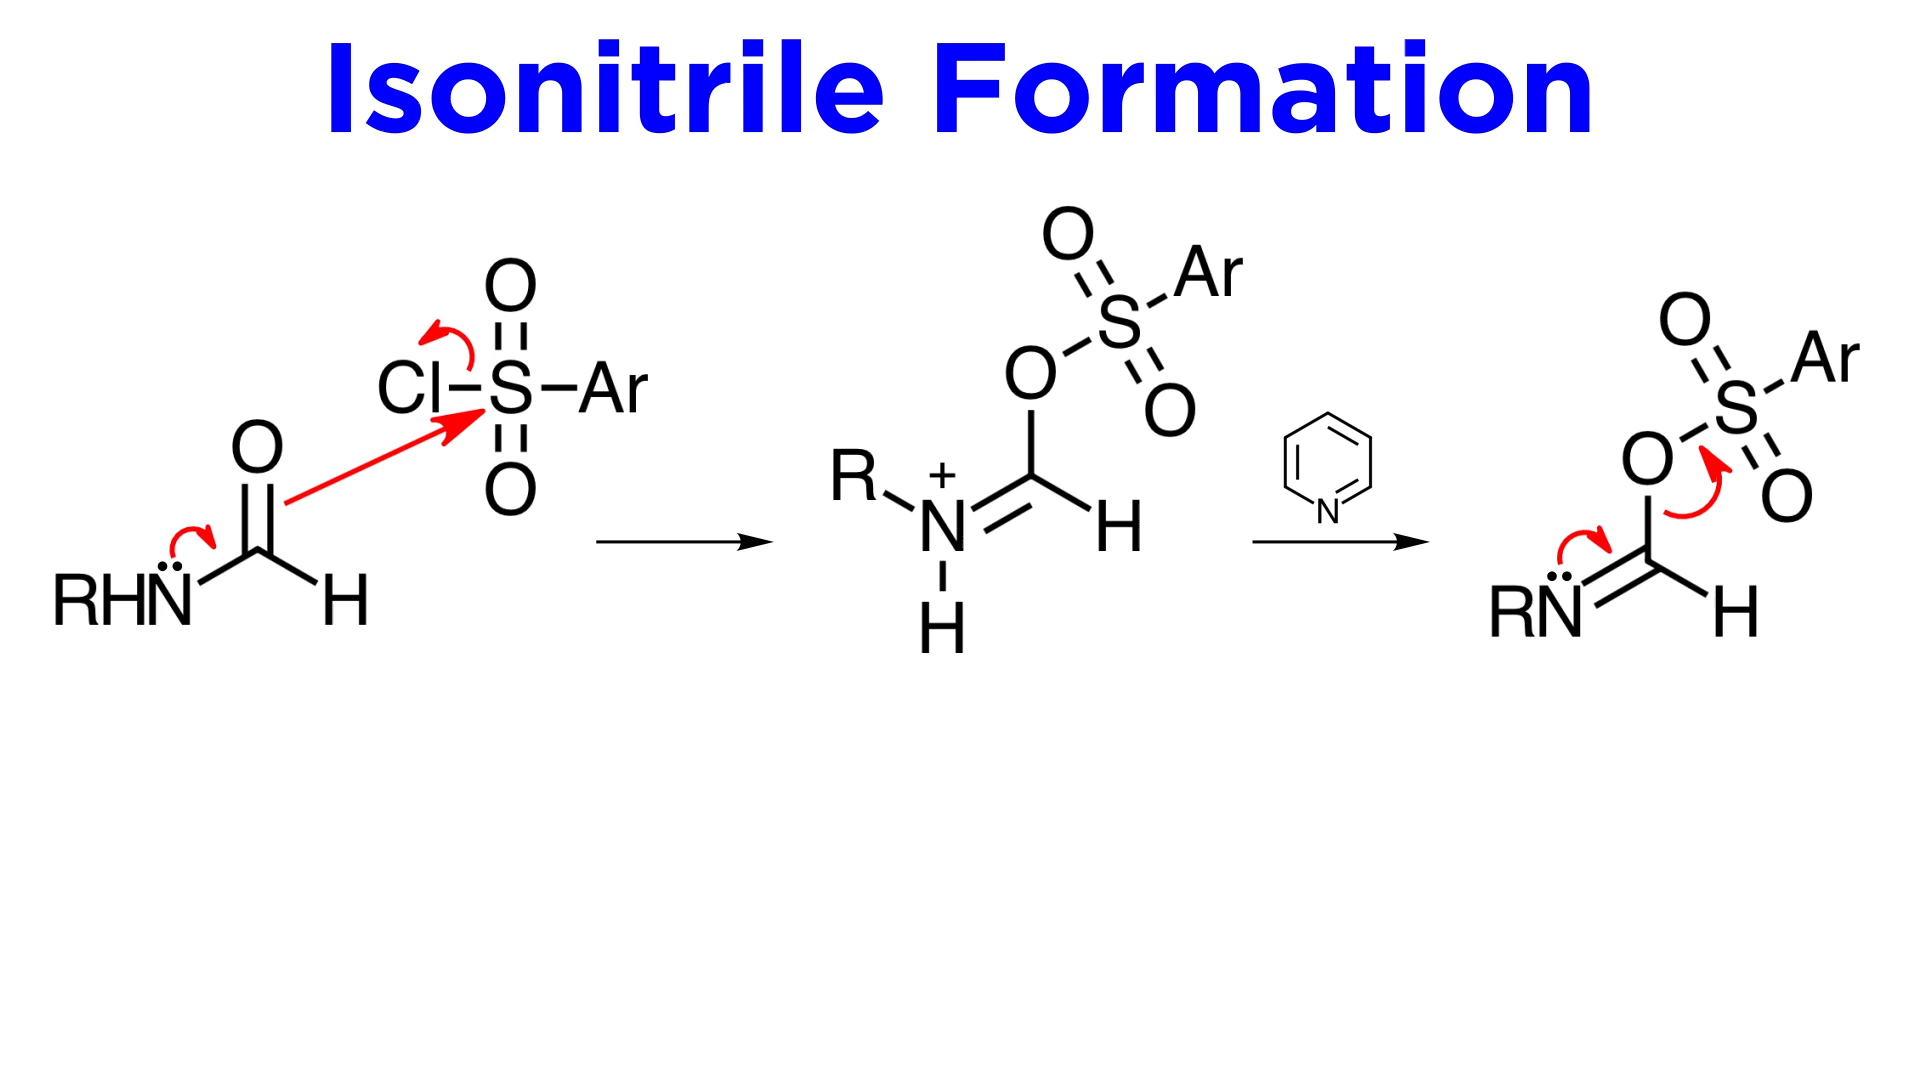 Isonitrile Formation
O
Cl S Ar
O
O
RHN H
O
Ar
S
O
O
R
+
N H
H
N
O
Ar
S
O
O
RN H